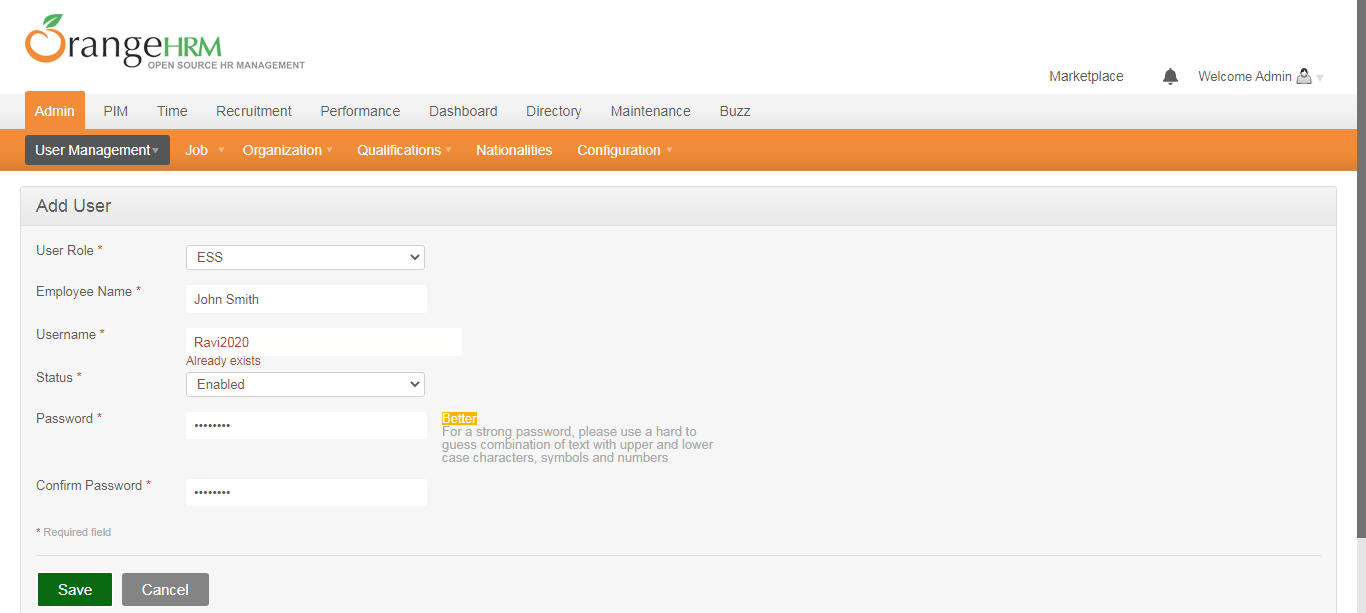 OrangeHRM
OPEN SOURCE HR MANAGEMENT
Marketplace Welcome Admin
Admin PIM Time Recruitment Performance Dashboard Directory Maintenance Buzz
User Management Job Organization Qualifications Nationalities Configuration
Add User
User Role *
ESS
Employee Name *
John Smith
Username *
Ravi2020
Already exists
Status *
Enabled
Password *
••••••••
Better
For a strong password, please use a hard to
guess combination of text with upper and lower
case characters, symbols and numbers
Confirm Password *
••••••••
* Required field
Save Cancel